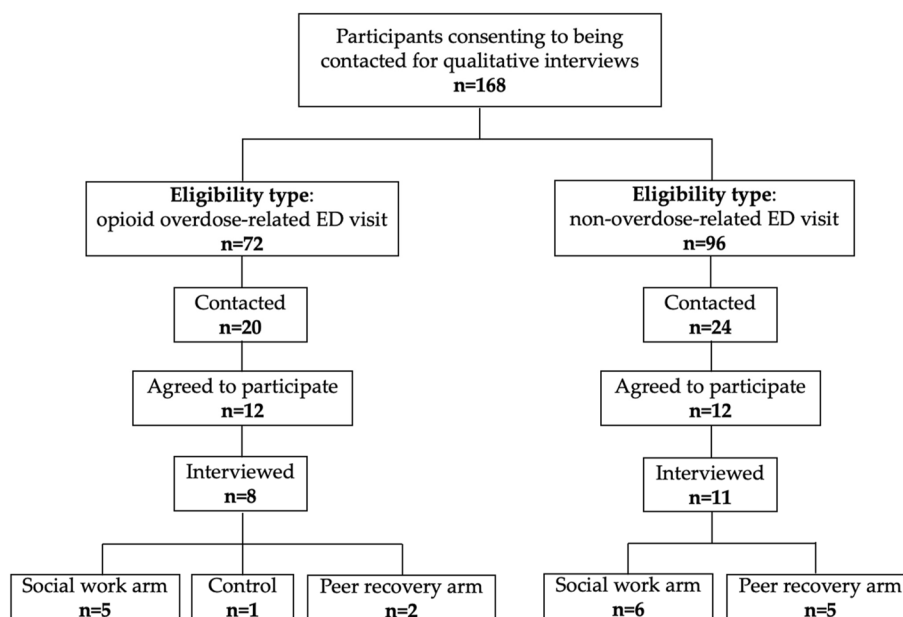 Participants consenting to being
contacted for qualitative interviews
n=168
Eligibility type:
opioid overdose-related ED visit
n=72
Eligibility type:
non-overdose-related ED visit
n=96
Contacted
n=20
Contacted
n=24
Agreed to participate
n=12
Agreed to participate
n=12
Interviewed
n=8
Interviewed
n=11
Social work arm
n=5
Control
n=1
Peer recovery arm
n=2
Social work arm
n=6
Peer recovery arm
n=5